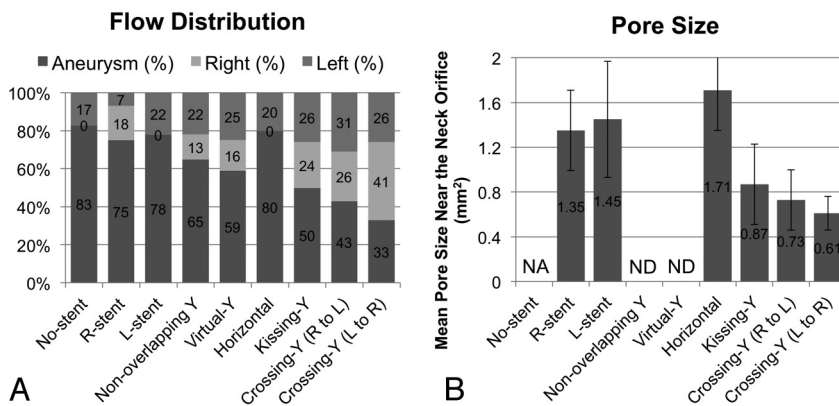 Flow Distribution
Aneurysm (%) Right (%) Left (%)
100%
80%
60%
40%
20%
0%
17 7 22 22 25 20 26 31 26
0 18 0 13 16 0 24 26 41
83 75 78 65 59 80 50 43 33
No-stent
R-stent
L-stent
Non-overlapping Y
Virtual-Y
Horizontal
Kissing-Y
Crossing-Y (R to L)
Crossing-Y (L to R)
A
Pore Size
Mean Pore Size Near the Neck Orifice
(mm²)
2
1.6
1.2
0.8
0.4
0
NA 1.35 1.45 ND ND 1.71 0.87 0.73 0.61
No-stent
R-stent
L-stent
Non-overlapping Y
Virtual-Y
Horizontal
Kissing-Y
Crossing-Y (R to L)
Crossing-Y (L to R)
B